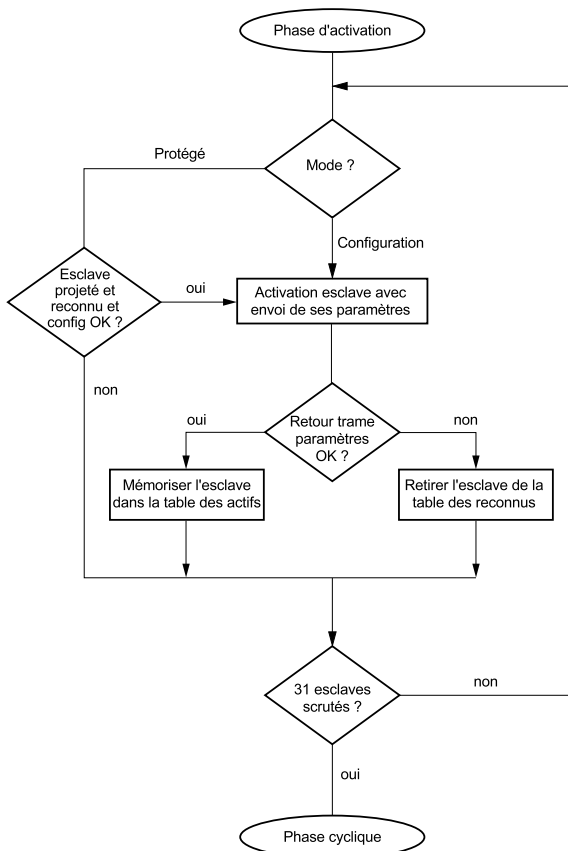 Phase d'activation
Protégé
Mode ?
Configuration
Esclave
projeté et
reconnu et
config OK ?
oui
Activation esclave avec
envoi de ses paramètres
non
oui
Retour trame
paramètres
OK ?
non
Mémoriser l'esclave
dans la table des actifs
Retirer l'esclave de la
table des reconnus
31 esclaves
scrutés ?
non
oui
Phase cyclique